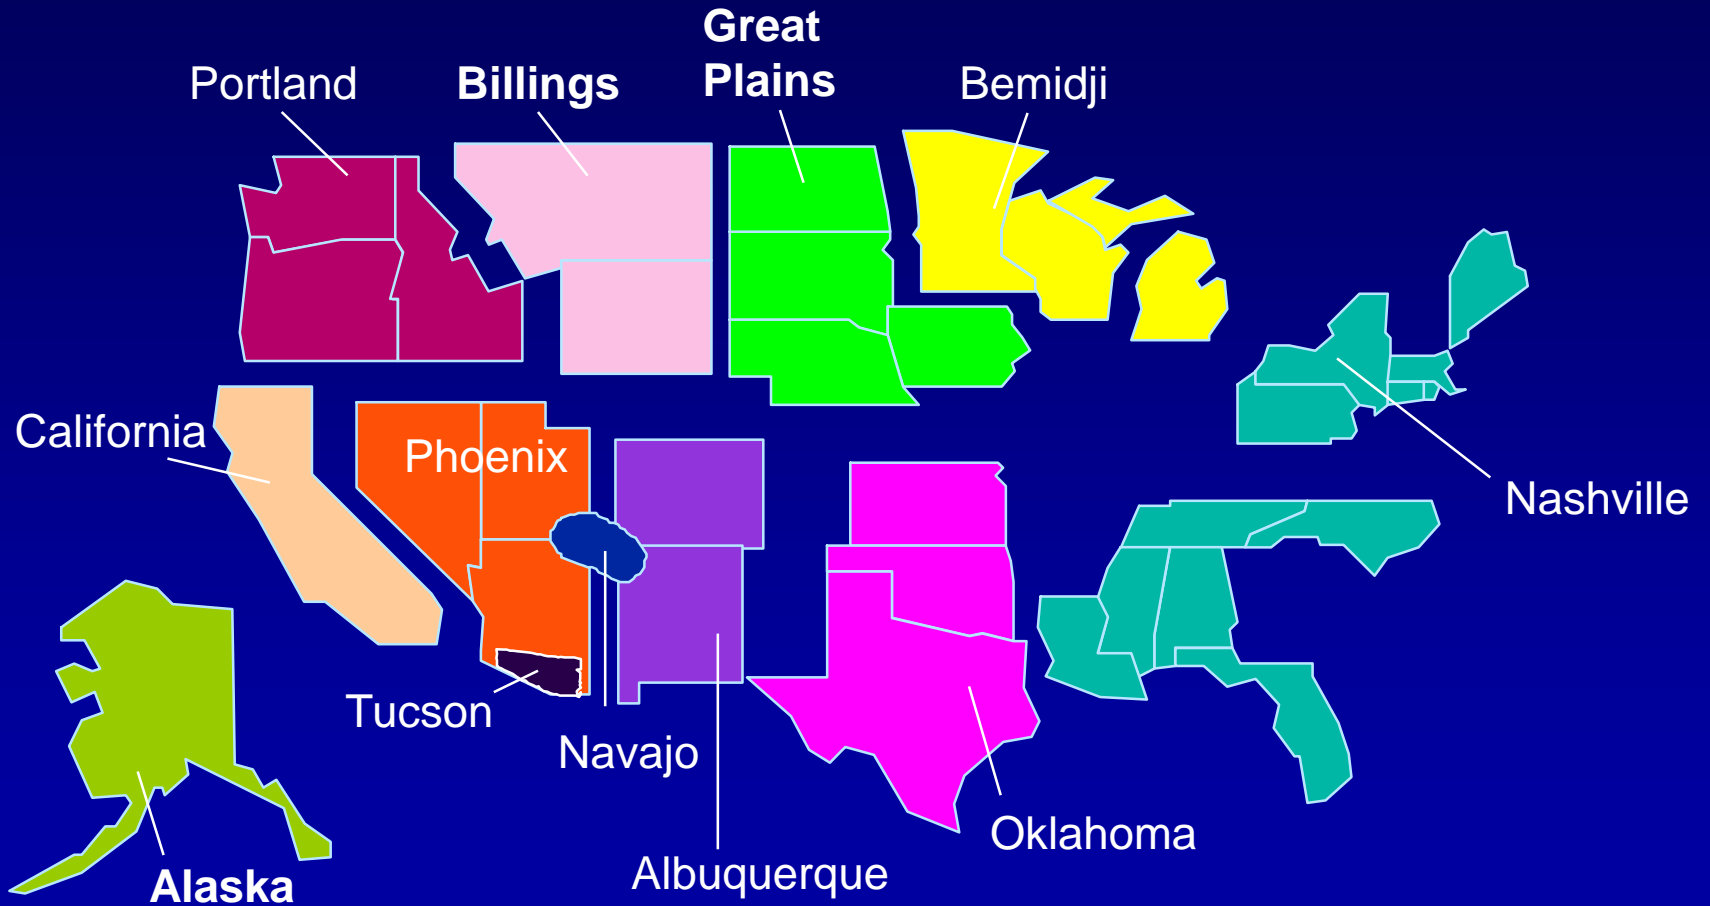 Great
Plains
Portland
Billings
Bemidji
California
Phoenix
Nashville
Tucson
Navajo
Oklahoma
Albuquerque
Alaska